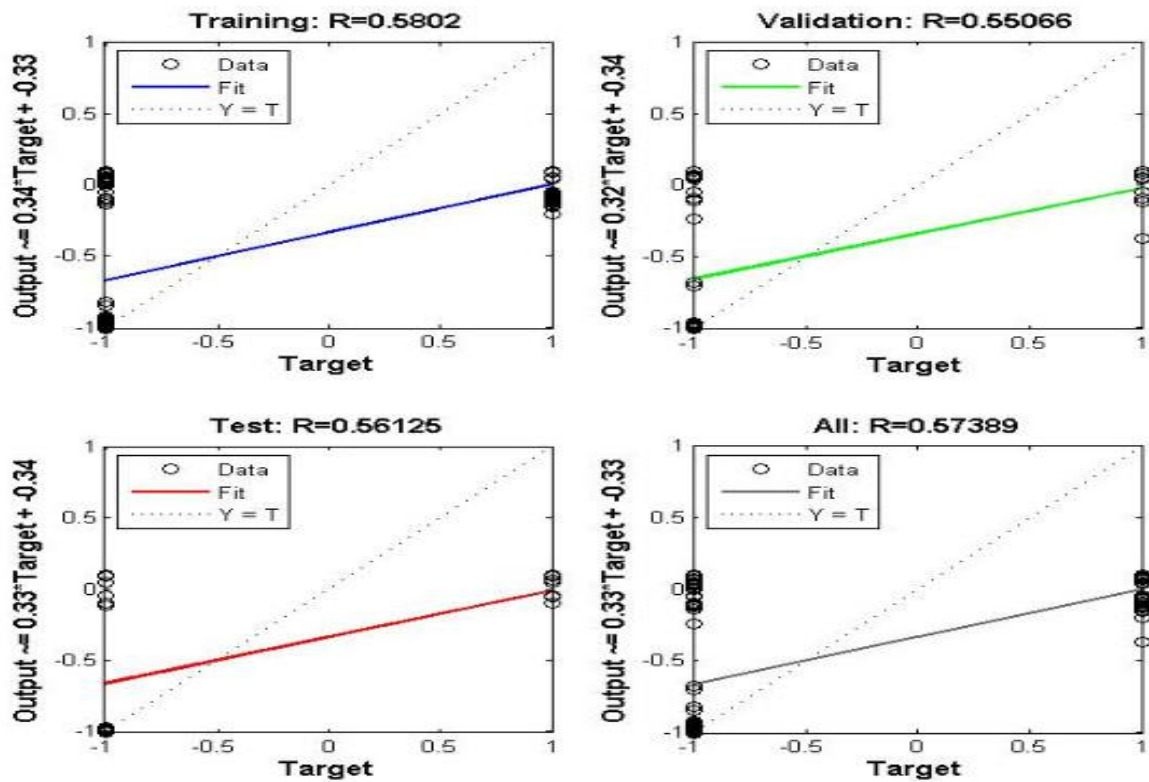 Training: R=0.5802
Output ~= 0.34*Target + -0.33
1
0.5
0
-0.5
-1
Data
Fit
Y = T
-1
-0.5
0
0.5
1
Target
Validation: R=0.55066
Output ~= 0.32*Target + -0.34
1
0.5
0
-0.5
-1
Data
Fit
Y = T
-1
-0.5
0
0.5
1
Target
Test: R=0.56125
Output ~= 0.33*Target + -0.34
1
0.5
0
-0.5
-1
Data
Fit
Y = T
-1
-0.5
0
0.5
1
Target
All: R=0.57389
Output ~= 0.33*Target + -0.33
1
0.5
0
-0.5
-1
Data
Fit
Y = T
-1
-0.5
0
0.5
1
Target